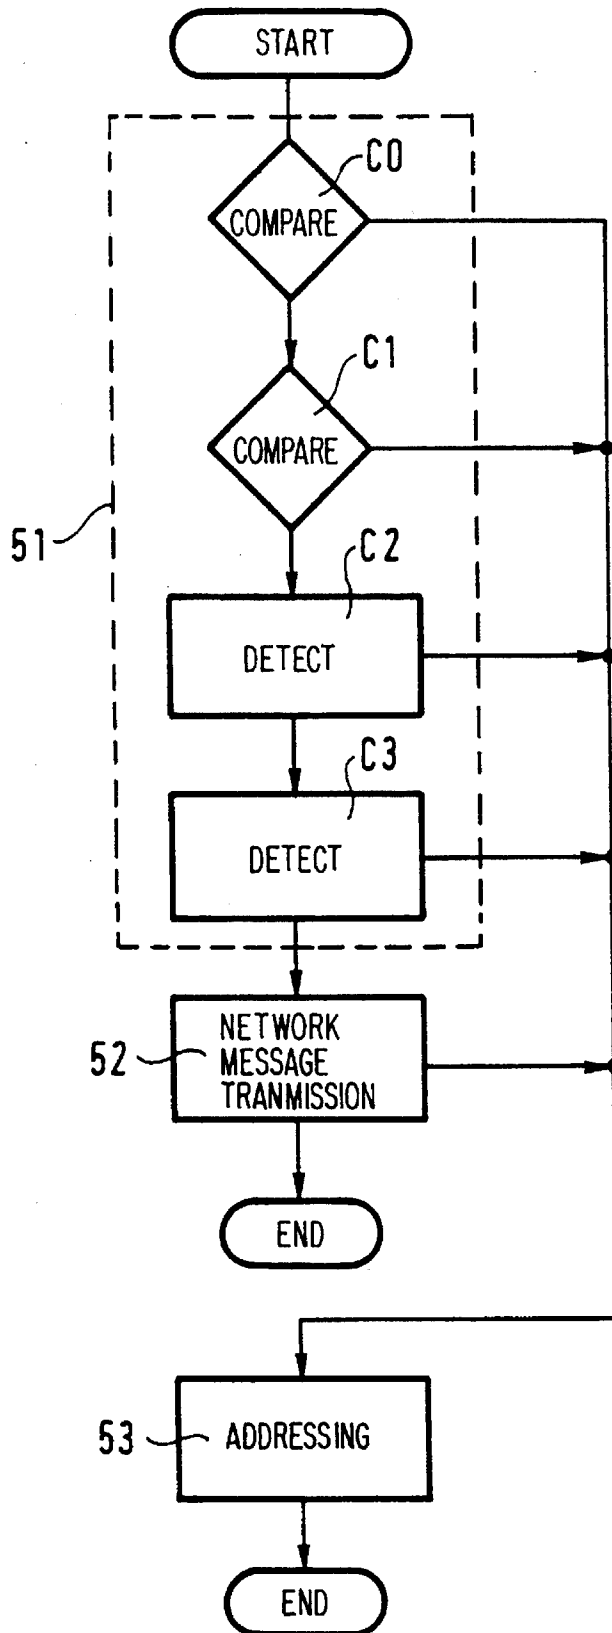 START
C0
COMPARE
C1
COMPARE
51
C2
DETECT
C3
DETECT
52
NETWORK
MESSAGE
TRANMISSION
END
53
ADDRESSING
END